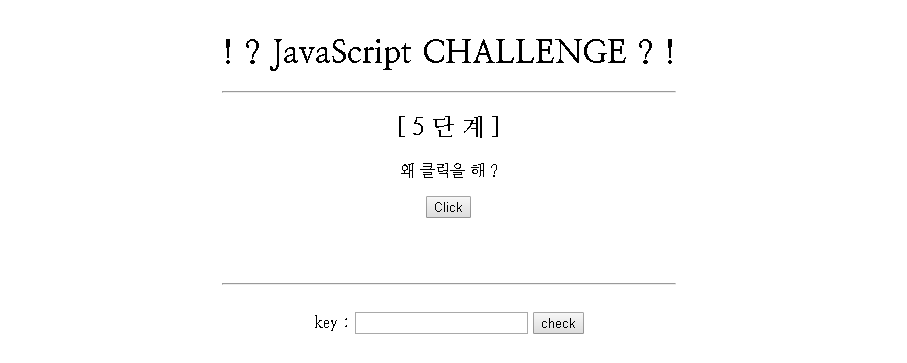 ! ? JavaScript CHALLENGE ? !
[ 5 단 계 ]
왜 클릭을 해 ?
Click
key : check